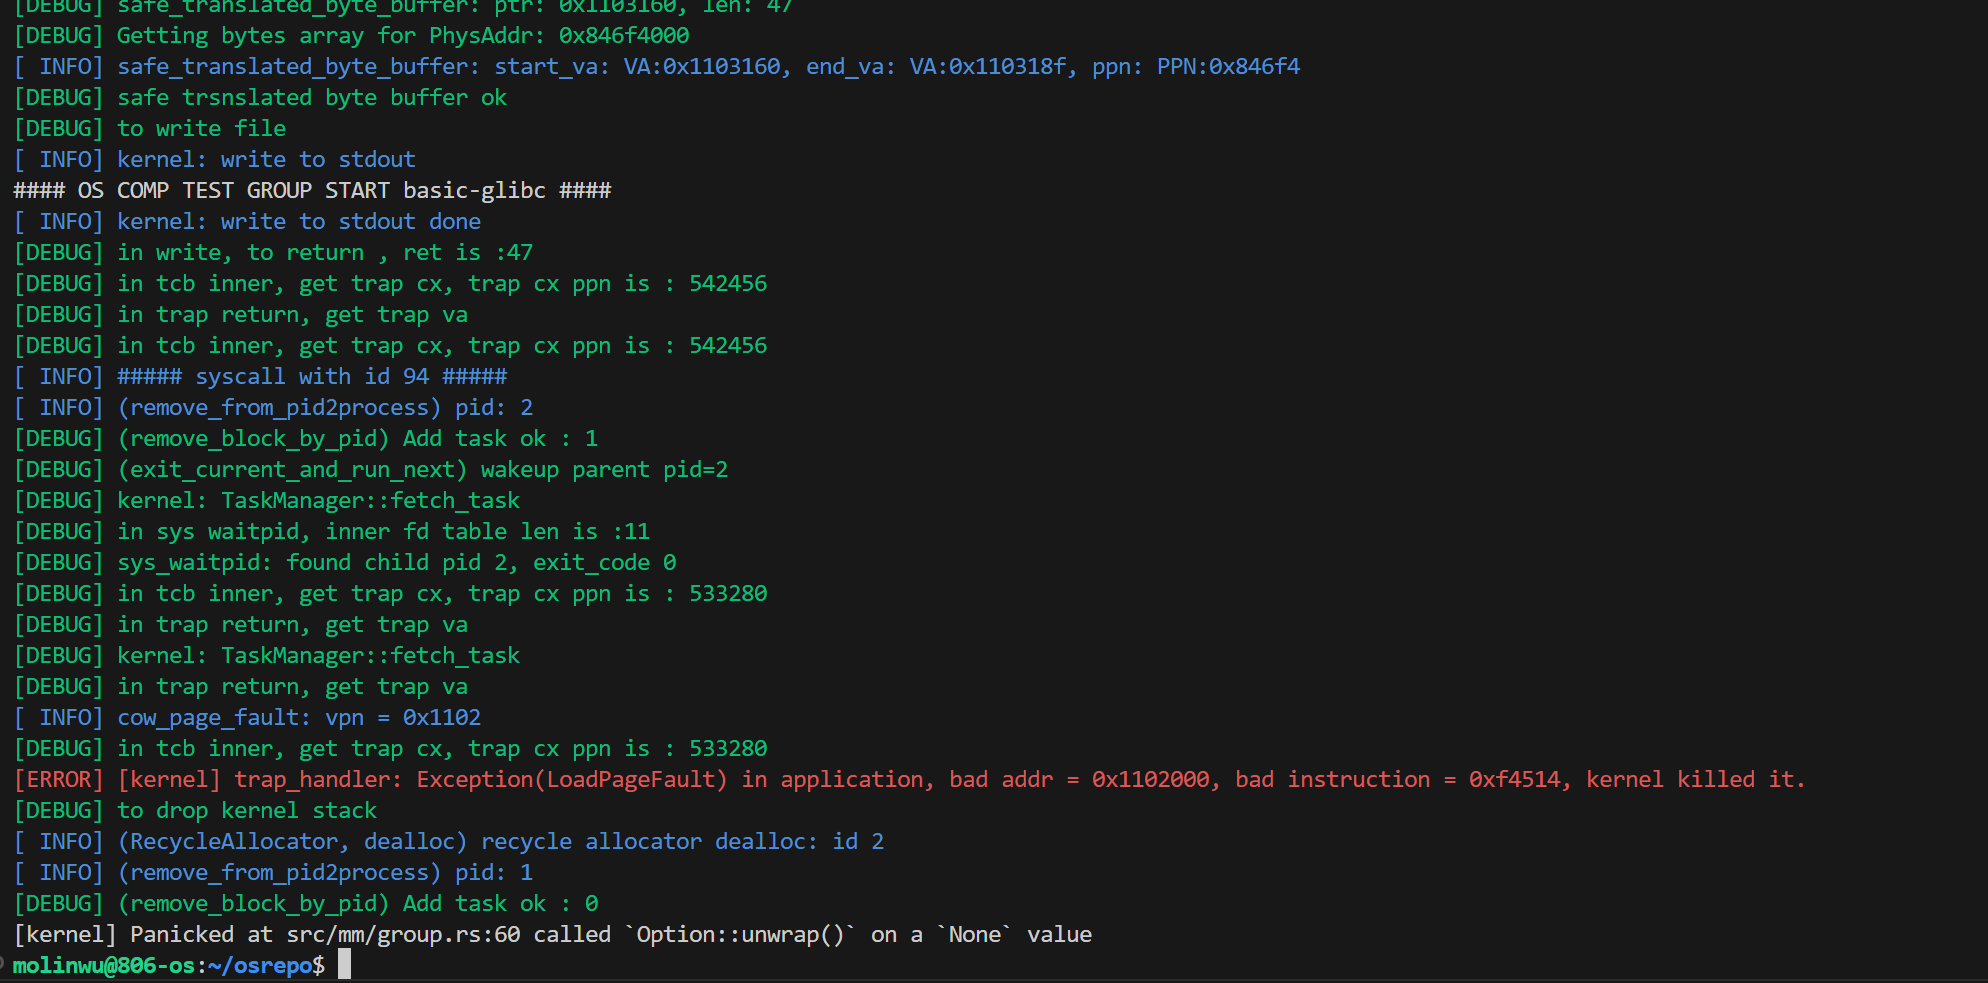 [DEBUG] safe_translated_byte_buffer: ptr: 0x1103160, len: 47
[DEBUG] Getting bytes array for PhysAddr: 0x846f4000
[ INFO] safe_translated_byte_buffer: start_va: VA:0x1103160, end_va: VA:0x110318f, ppn: PPN:0x846f4
[DEBUG] safe trsnslated byte buffer ok
[DEBUG] to write file
[ INFO] kernel: write to stdout
#### OS COMP TEST GROUP START basic-glibc ####
[ INFO] kernel: write to stdout done
[DEBUG] in write, to return , ret is :47
[DEBUG] in tcb inner, get trap cx, trap cx ppn is : 542456
[DEBUG] in trap return, get trap va
[DEBUG] in tcb inner, get trap cx, trap cx ppn is : 542456
[ INFO] ##### syscall with id 94 #####
[ INFO] (remove_from_pid2process) pid: 2
[DEBUG] (remove_block_by_pid) Add task ok : 1
[DEBUG] (exit_current_and_run_next) wakeup parent pid=2
[DEBUG] kernel: TaskManager::fetch_task
[DEBUG] in sys waitpid, inner fd table len is :11
[DEBUG] sys_waitpid: found child pid 2, exit_code 0
[DEBUG] in tcb inner, get trap cx, trap cx ppn is : 533280
[DEBUG] in trap return, get trap va
[DEBUG] kernel: TaskManager::fetch_task
[DEBUG] in trap return, get trap va
[ INFO] cow_page_fault: vpn = 0x1102
[DEBUG] in tcb inner, get trap cx, trap cx ppn is : 533280
[ERROR] [kernel] trap_handler: Exception(LoadPageFault) in application, bad addr = 0x1102000, bad instruction = 0xf4514, kernel killed it.
[DEBUG] to drop kernel stack
[ INFO] (RecycleAllocator, dealloc) recycle allocator dealloc: id 2
[ INFO] (remove_from_pid2process) pid: 1
[DEBUG] (remove_block_by_pid) Add task ok : 0
[kernel] Panicked at src/mm/group.rs:60 called `Option::unwrap()` on a `None` value
molinwu@806-os:~/osrepo$